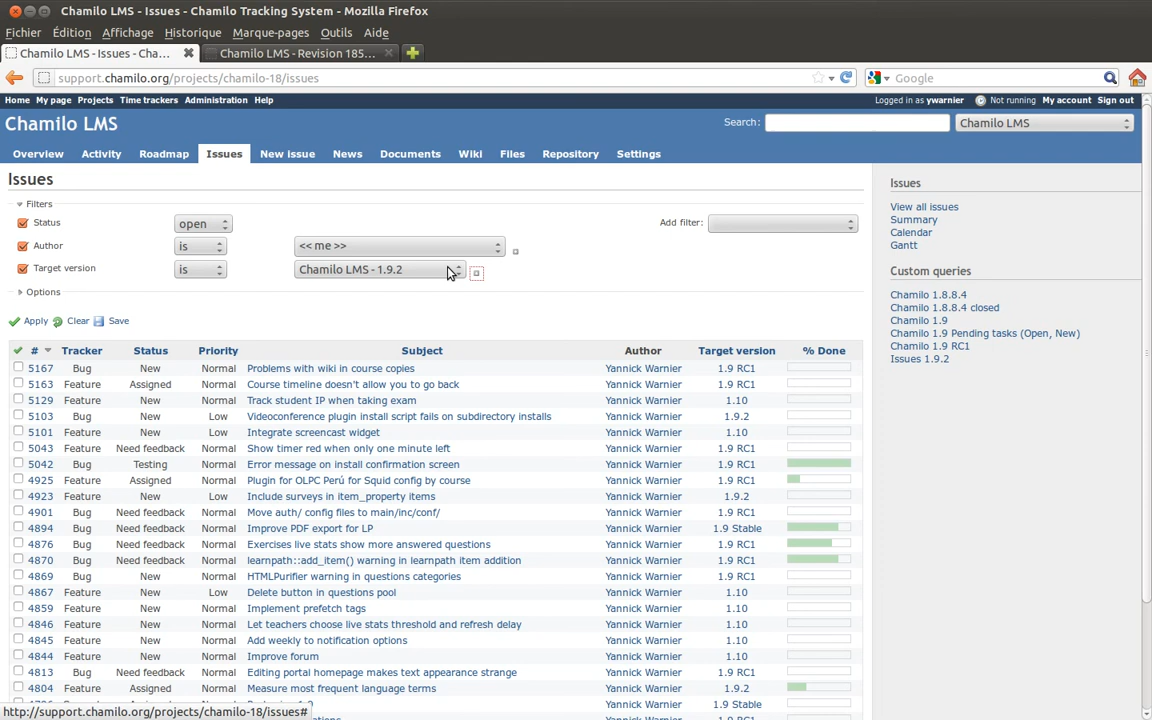 Chamilo LMS - Issues - Chamilo Tracking System - Mozilla Firefox
Fichier Édition Affichage Historique Marque-pages Outils Aide
Chamilo LMS - Issues - Cha... Chamilo LMS - Revision 185...
support.chamilo.org/projects/chamilo-18/issues Google
Home My page Projects Time trackers Administration Help Logged in as ywarnier Not running My account Sign out
Chamilo LMS Search: Chamilo LMS
Overview Activity Roadmap Issues New issue News Documents Wiki Files Repository Settings
Issues
Filters
Status open Add filter:
Author is << me >>
Target version is Chamilo LMS - 1.9.2
Options
Apply Clear Save
# Tracker Status Priority Subject Author Target version % Done
5167 Bug New Normal Problems with wiki in course copies Yannick Warnier 1.9 RC1
5163 Feature Assigned Normal Course timeline doesn't allow you to go back Yannick Warnier 1.9 RC1
5129 Feature New Normal Track student IP when taking exam Yannick Warnier 1.10
5103 Bug New Low Videoconference plugin install script fails on subdirectory installs Yannick Warnier 1.9.2
5101 Feature New Low Integrate screencast widget Yannick Warnier 1.10
5043 Feature Need feedback Normal Show timer red when only one minute left Yannick Warnier 1.9 RC1
5042 Bug Testing Normal Error message on install confirmation screen Yannick Warnier 1.9 RC1
4925 Feature Assigned Normal Plugin for OLPC Perú for Squid config by course Yannick Warnier 1.9 RC1
4923 Feature New Low Include surveys in item_property items Yannick Warnier 1.9.2
4901 Bug Need feedback Normal Move auth/ config files to main/inc/conf/ Yannick Warnier 1.9 RC1
4894 Bug Need feedback Normal Improve PDF export for LP Yannick Warnier 1.9 Stable
4876 Bug Need feedback Normal Exercises live stats show more answered questions Yannick Warnier 1.9 RC1
4870 Bug Need feedback Normal learnpath::add_item() warning in learnpath item addition Yannick Warnier 1.9 RC1
4869 Bug New Normal HTMLPurifier warning in questions categories Yannick Warnier 1.9 RC1
4867 Feature New Low Delete button in questions pool Yannick Warnier 1.10
4859 Feature New Normal Implement prefetch tags Yannick Warnier 1.10
4846 Feature New Normal Let teachers choose live stats threshold and refresh delay Yannick Warnier 1.10
4845 Feature New Normal Add weekly to notification options Yannick Warnier 1.10
4844 Feature New Normal Improve forum Yannick Warnier 1.10
4813 Bug Need feedback Normal Editing portal homepage makes text appearance strange Yannick Warnier 1.9 RC1
4804 Feature Assigned Normal Measure most frequent language terms Yannick Warnier 1.9.2
Normal Yannick Warnier 1.9 Stable
http://support.chamilo.org/projects/chamilo-18/issues#
Issues
View all issues
Summary
Calendar
Gantt
Custom queries
Chamilo 1.8.8.4
Chamilo 1.8.8.4 closed
Chamilo 1.9
Chamilo 1.9 Pending tasks (Open, New)
Chamilo 1.9 RC1
Issues 1.9.2